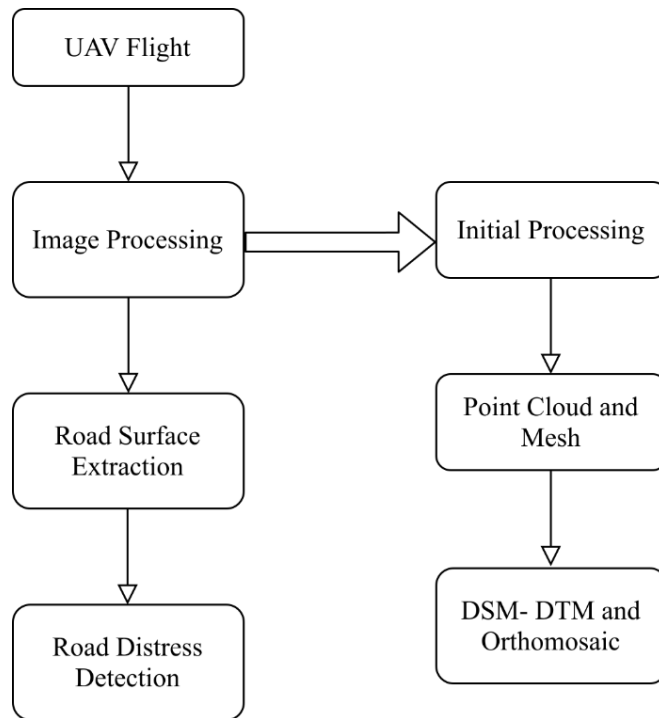 UAV Flight
Image Processing
Initial Processing
Road Surface
Extraction
Point Cloud and
Mesh
Road Distress
Detection
DSM- DTM and
Orthomosaic